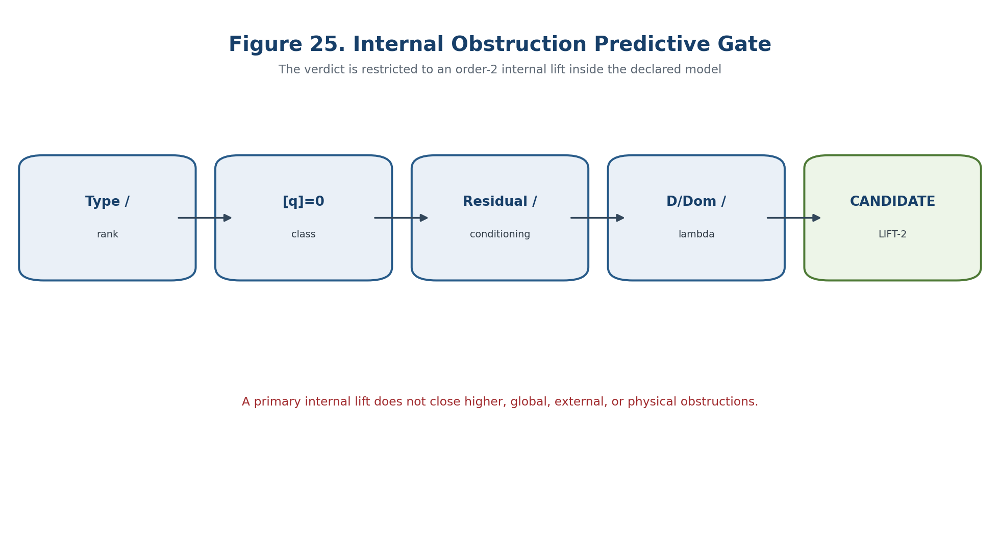 Figure 25. Internal Obstruction Predictive Gate
The verdict is restricted to an order-2 internal lift inside the declared model
Type /
rank
[q]=0
class
Residual /
conditioning
D/Dom /
lambda
CANDIDATE
LIFT-2
A primary internal lift does not close higher, global, external, or physical obstructions.